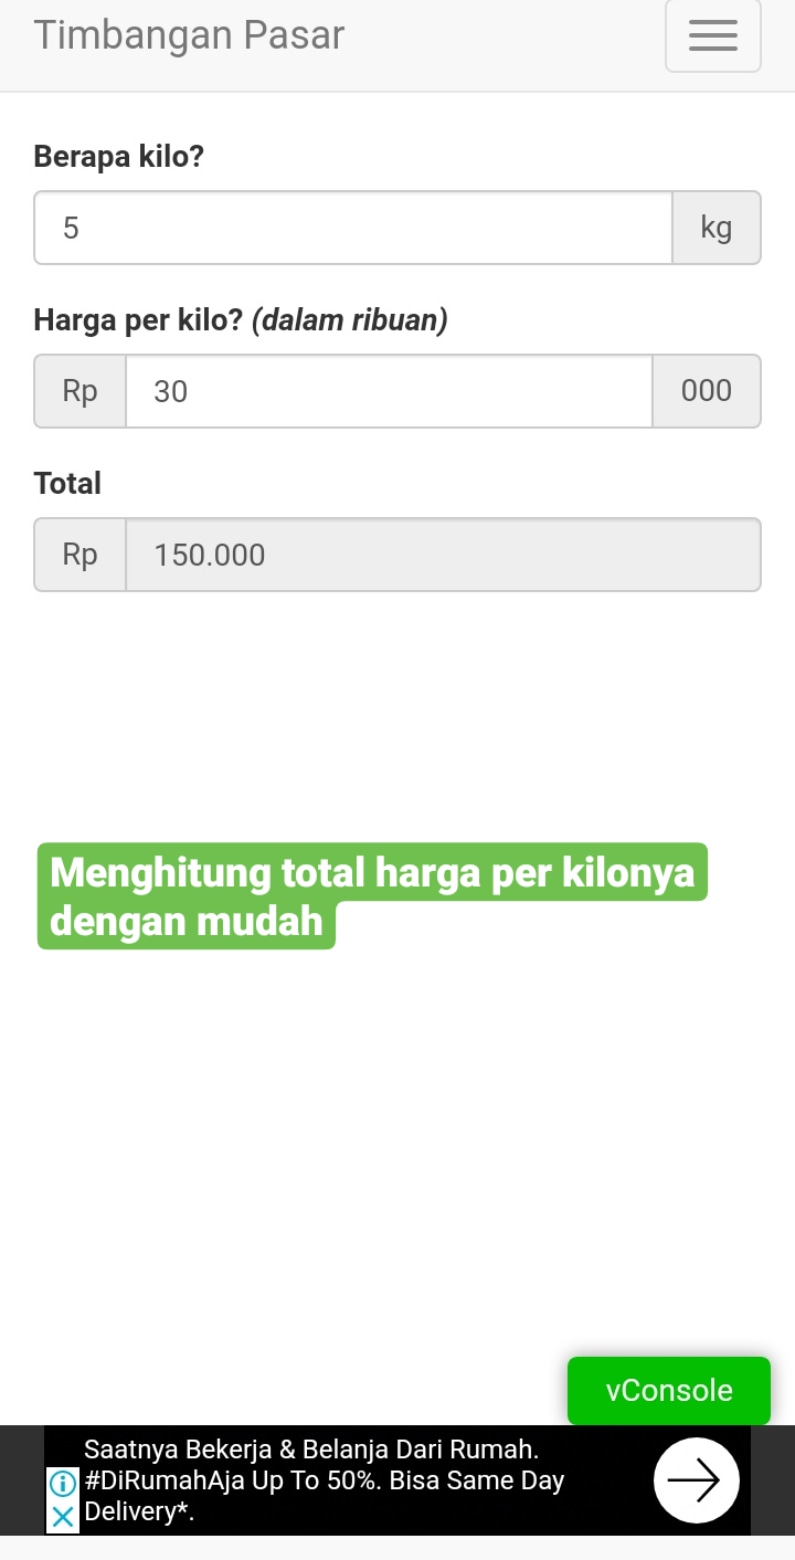 Timbangan Pasar
Berapa kilo?
5 kg
Harga per kilo? (dalam ribuan)
Rp 30 000
Total
Rp 150.000
Menghitung total harga per kilonya
dengan mudah
vConsole
Saatnya Bekerja & Belanja Dari Rumah.
#DiRumahAja Up To 50%. Bisa Same Day
Delivery*.